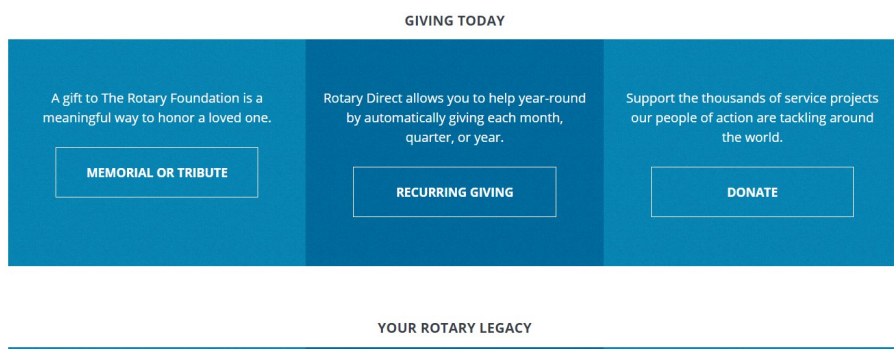 GIVING TODAY
A gift to The Rotary Foundation is a
meaningful way to honor a loved one.
MEMORIAL OR TRIBUTE
Rotary Direct allows you to help year-round
by automatically giving each month,
quarter, or year.
RECURRING GIVING
Support the thousands of service projects
our people of action are tackling around
the world.
DONATE
YOUR ROTARY LEGACY